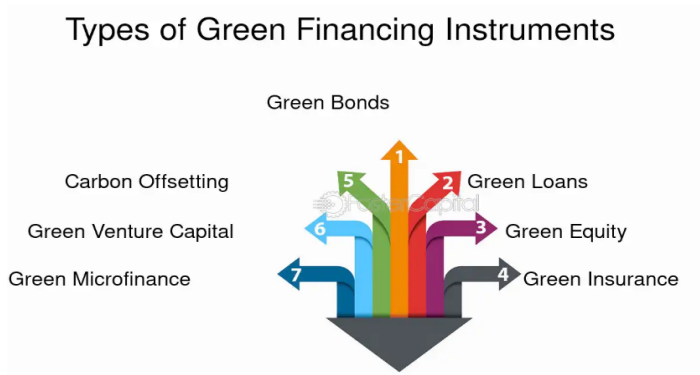 Types of Green Financing Instruments
Green Bonds
1
Carbon Offsetting
5
2
Green Loans
FasterCapital
Green Venture Capital
6
3
Green Equity
Green Microfinance
7
4
Green Insurance